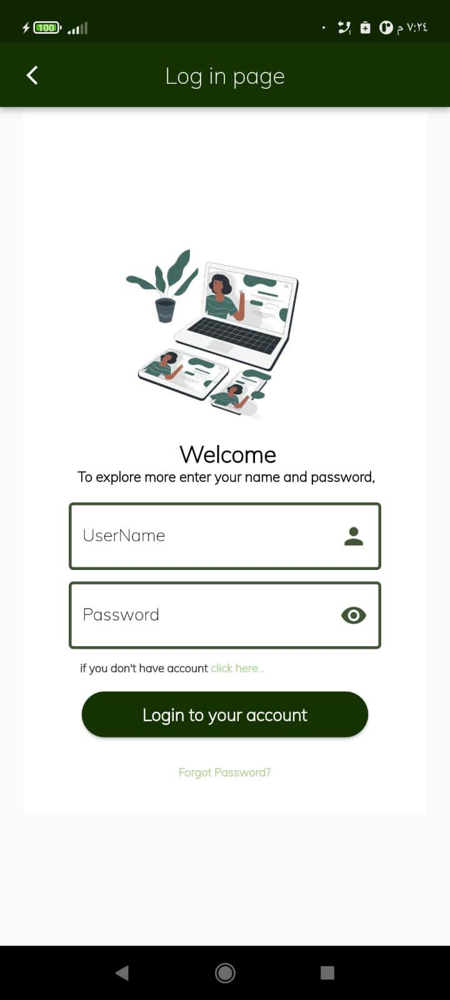 100 ٧:٢٤ م
Log in page
Welcome
To explore more enter your name and password,
UserName
Password
if you don't have account click here .
Login to your account
Forgot Password?